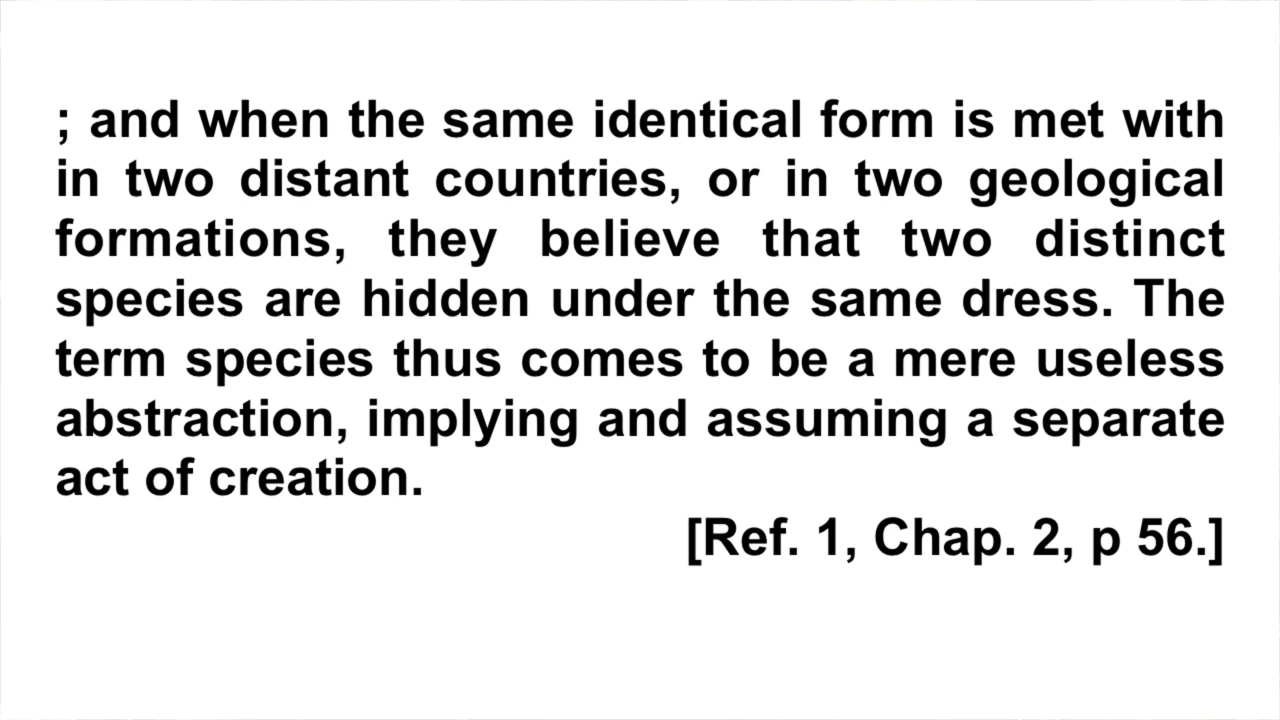 ; and when the same identical form is met with
in two distant countries, or in two geological
formations, they believe that two distinct
species are hidden under the same dress. The
term species thus comes to be a mere useless
abstraction, implying and assuming a separate
act of creation.
[Ref. 1, Chap. 2, p 56.]